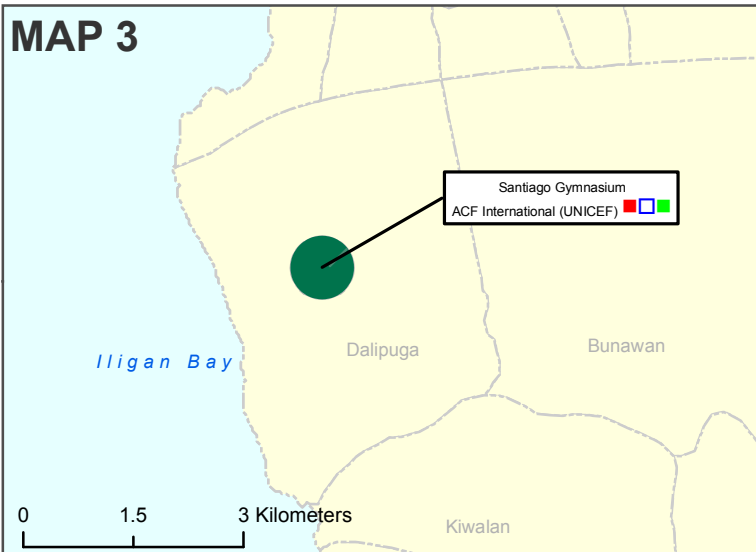 MAP 3
Santiago Gymnasium
ACF International (UNICEF)
Iligan Bay
Dalipuga
Bunawan
Kiwalan
0 1.5 3 Kilometers